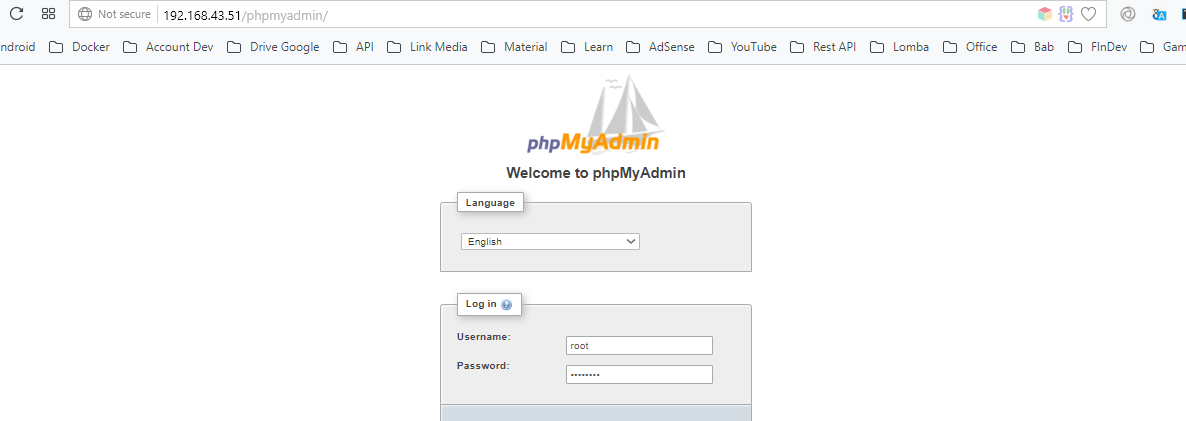 Not secure 192.168.43.51/phpmyadmin/
ndroid Docker Account Dev Drive Google API Link Media Material Learn AdSense YouTube Rest API Lomba Office Bab FInDev Gam
phpMyAdmin
Welcome to phpMyAdmin
Language
English
Log in
Username:
root
Password:
••••••••